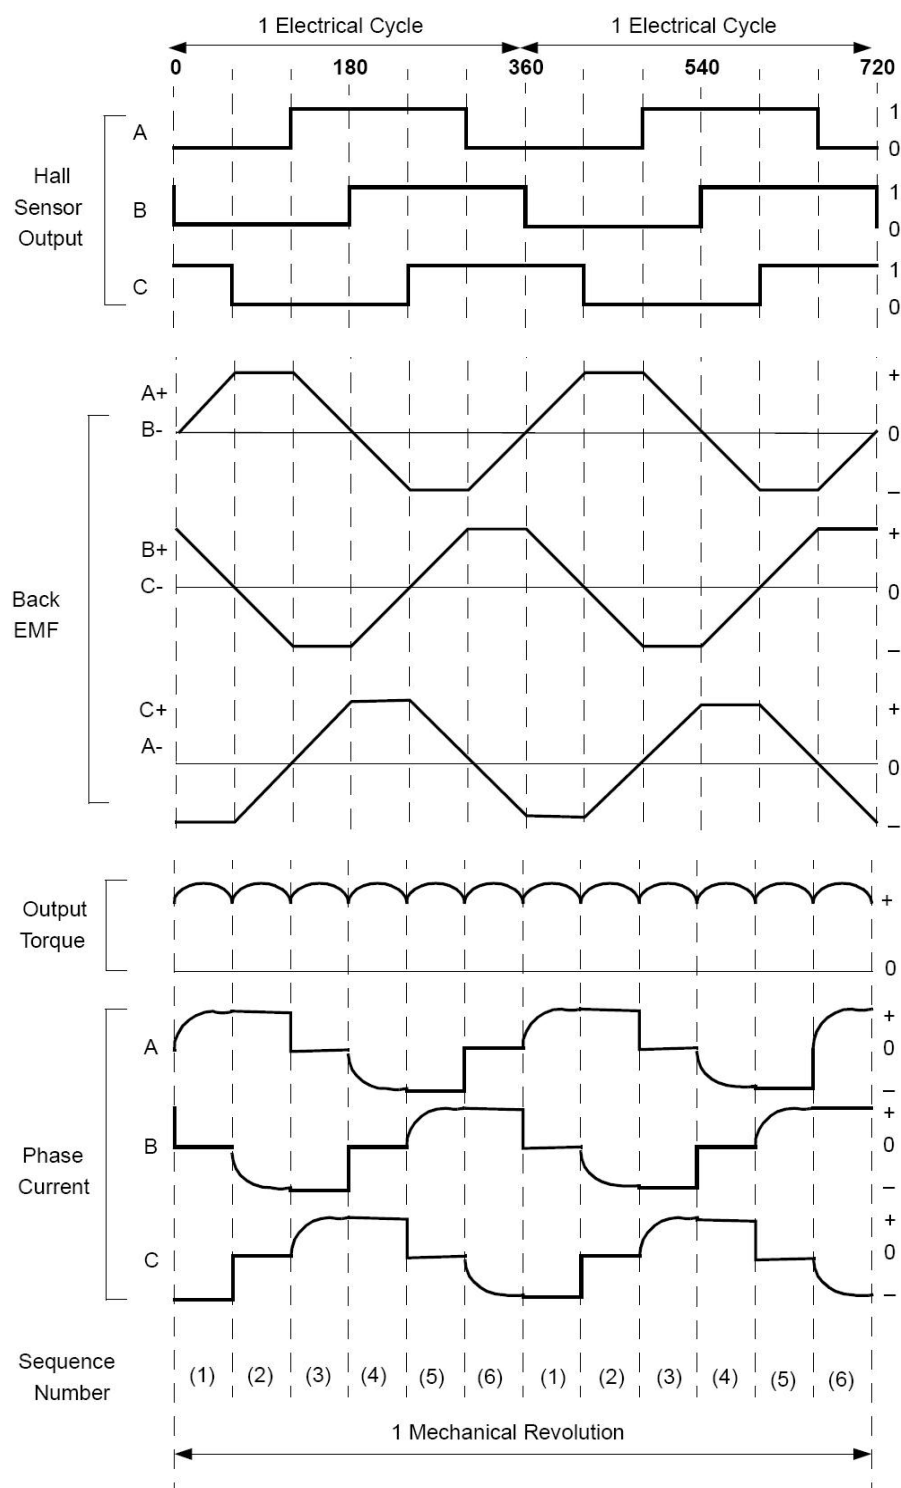 1 Electrical Cycle 1 Electrical Cycle
0 180 360 540 720
Hall
Sensor
Output
A
1
0
B
1
0
C
1
0
Back
EMF
A+
B-
+
0
–
B+
C-
+
0
–
C+
A-
+
0
–
Output
Torque
+
0
Phase
Current
A
+
0
–
B
+
0
–
C
+
0
–
Sequence
Number
(1) (2) (3) (4) (5) (6) (1) (2) (3) (4) (5) (6)
1 Mechanical Revolution